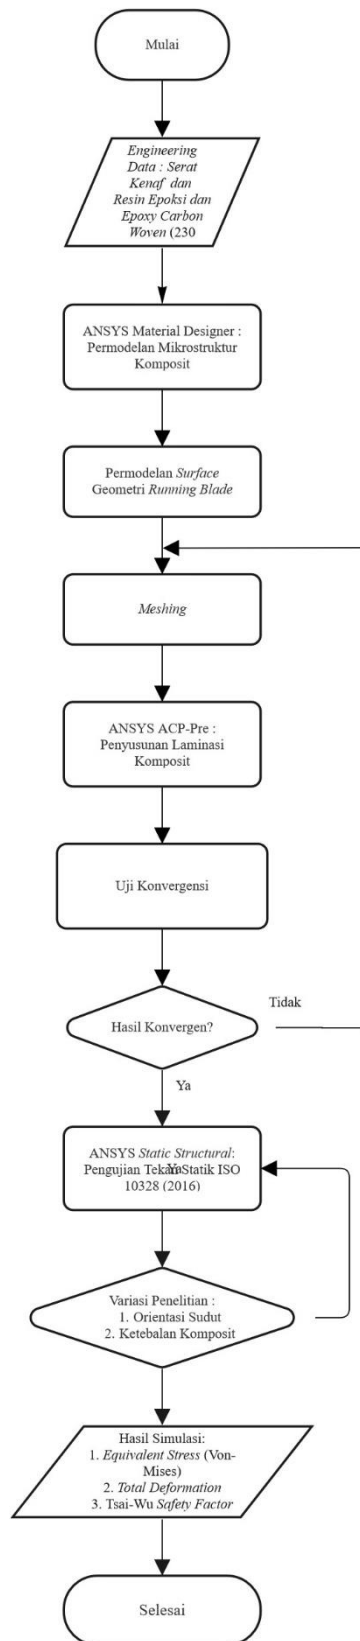 Mulai
Engineering
Data : Serat
Kenaf dan
Resin Epoksi dan
Epoxy Carbon
Woven (230
ANSYS Material Designer :
Permodelan Mikrostruktur
Komposit
Permodelan Surface
Geometri Running Blade
Meshing
ANSYS ACP-Pre :
Penyusunan Laminasi
Komposit
Uji Konvergensi
Hasil Konvergen?
Tidak
Ya
ANSYS Static Structural:
Pengujian Tekan Statik ISO
Ya
10328 (2016)
Variasi Penelitian :
1. Orientasi Sudut
2. Ketebalan Komposit
Hasil Simulasi:
1. Equivalent Stress (Von-
Mises)
2. Total Deformation
3. Tsai-Wu Safety Factor
Selesai